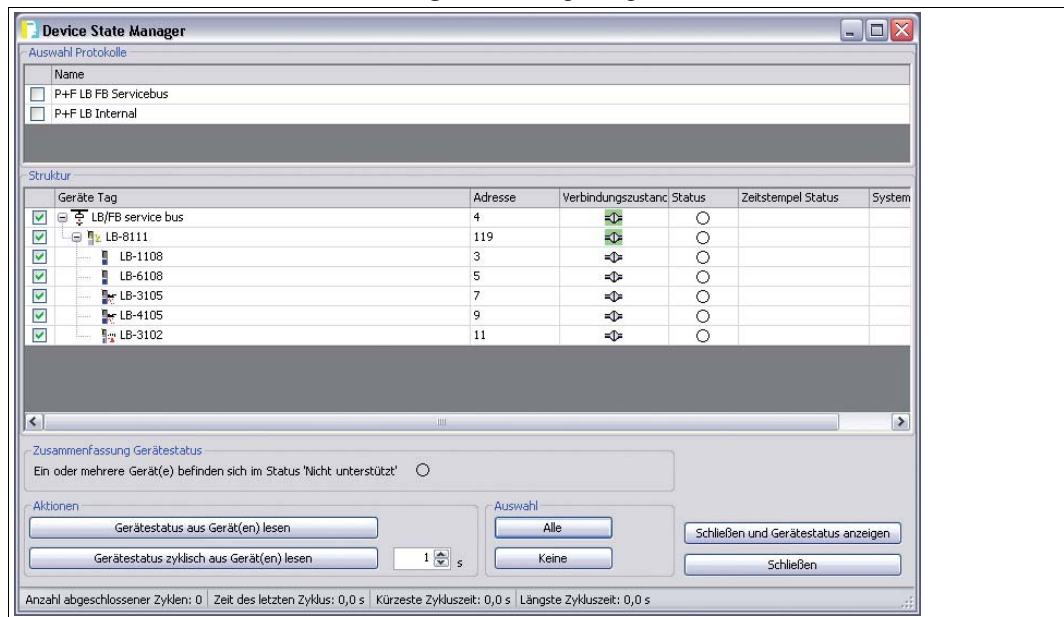 Device State Manager
Auswahl Protokolle
Name
P+F LB FB Servicebus
P+F LB Internal
Struktur
Geräte Tag Adresse Verbindungszustand Status Zeitstempel Status System
LB/FB service bus 4
LB-8111 119
LB-1108 3
LB-6108 5
LB-3105 7
LB-4105 9
LB-3102 11
Zusammenfassung Gerätestatus
Ein oder mehrere Gerät(e) befinden sich im Status 'Nicht unterstützt'
Aktionen
Auswahl
Gerätestatus aus Gerät(en) lesen
Alle
Schließen und Gerätestatus anzeigen
Gerätestatus zyklisch aus Gerät(en) lesen 1 s
Keine
Schließen
Anzahl abgeschlossener Zyklen: 0 Zeit des letzten Zyklus: 0,0 s Kürzeste Zykluszeit: 0,0 s Längste Zykluszeit: 0,0 s